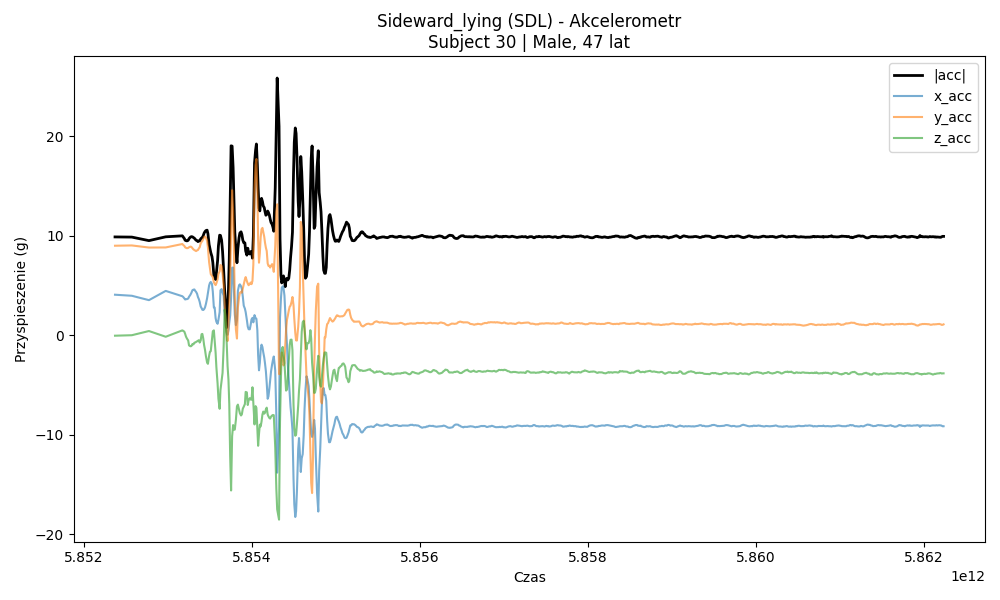 Sideward_lying (SDL) - Akcelerometr
Subject 30 | Male, 47 lat
|acc|
x_acc
y_acc
z_acc
Przyspieszenie (g)
20
10
0
−10
−20
5.852
5.854
5.856
5.858
5.860
5.862
1e12
Czas